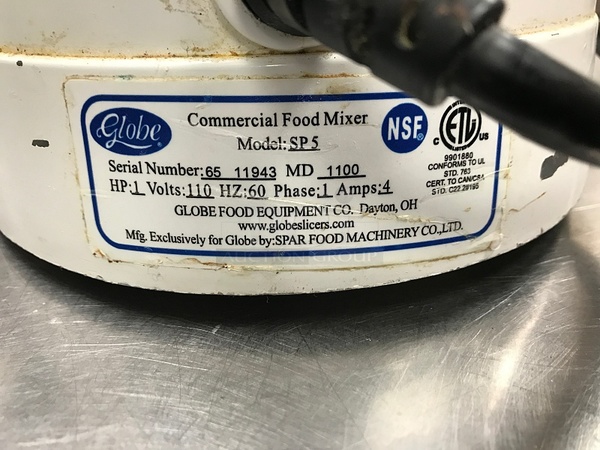 Globe®
Commercial Food Mixer
Model: SP5
NSF®
C ETL US
9901880
CONFORMS TO UL
STD. 763
CERT. TO CAN/CSA
STD. C22.2#195
Serial Number: 65 11943 MD 1100
HP: 1 Volts: 110 HZ: 60 Phase: 1 Amps: 4
GLOBE FOOD EQUIPMENT CO. Dayton, OH
www.globeslicers.com
Mfg. Exclusively for Globe by: SPAR FOOD MACHINERY CO., LTD.
AUCTIONS GROUP